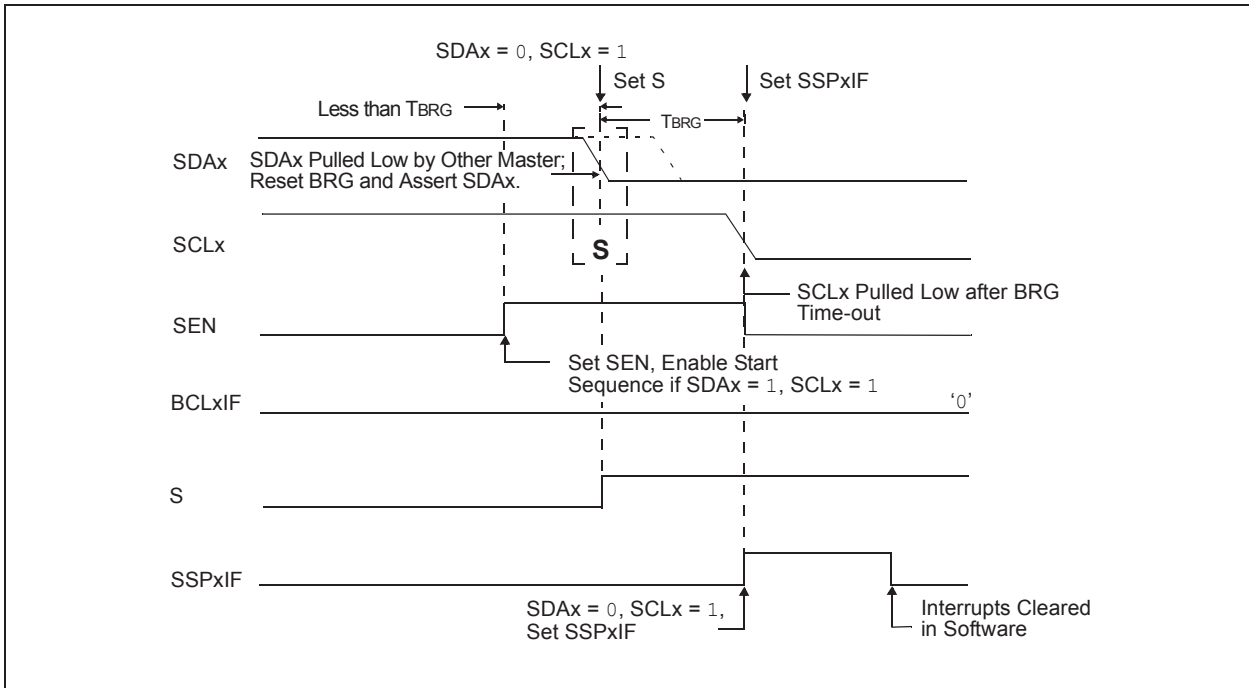 SDAx = 0, SCLx = 1
Set S
Set SSPxIF
Less than TBRG
TBRG
SDAx
SDAx Pulled Low by Other Master;
Reset BRG and Assert SDAx.
SCLx
S
SCLx Pulled Low after BRG
Time-out
SEN
Set SEN, Enable Start
Sequence if SDAx = 1, SCLx = 1
BCLxIF
‘0’
S
SSPxIF
SDAx = 0, SCLx = 1,
Set SSPxIF
Interrupts Cleared
in Software